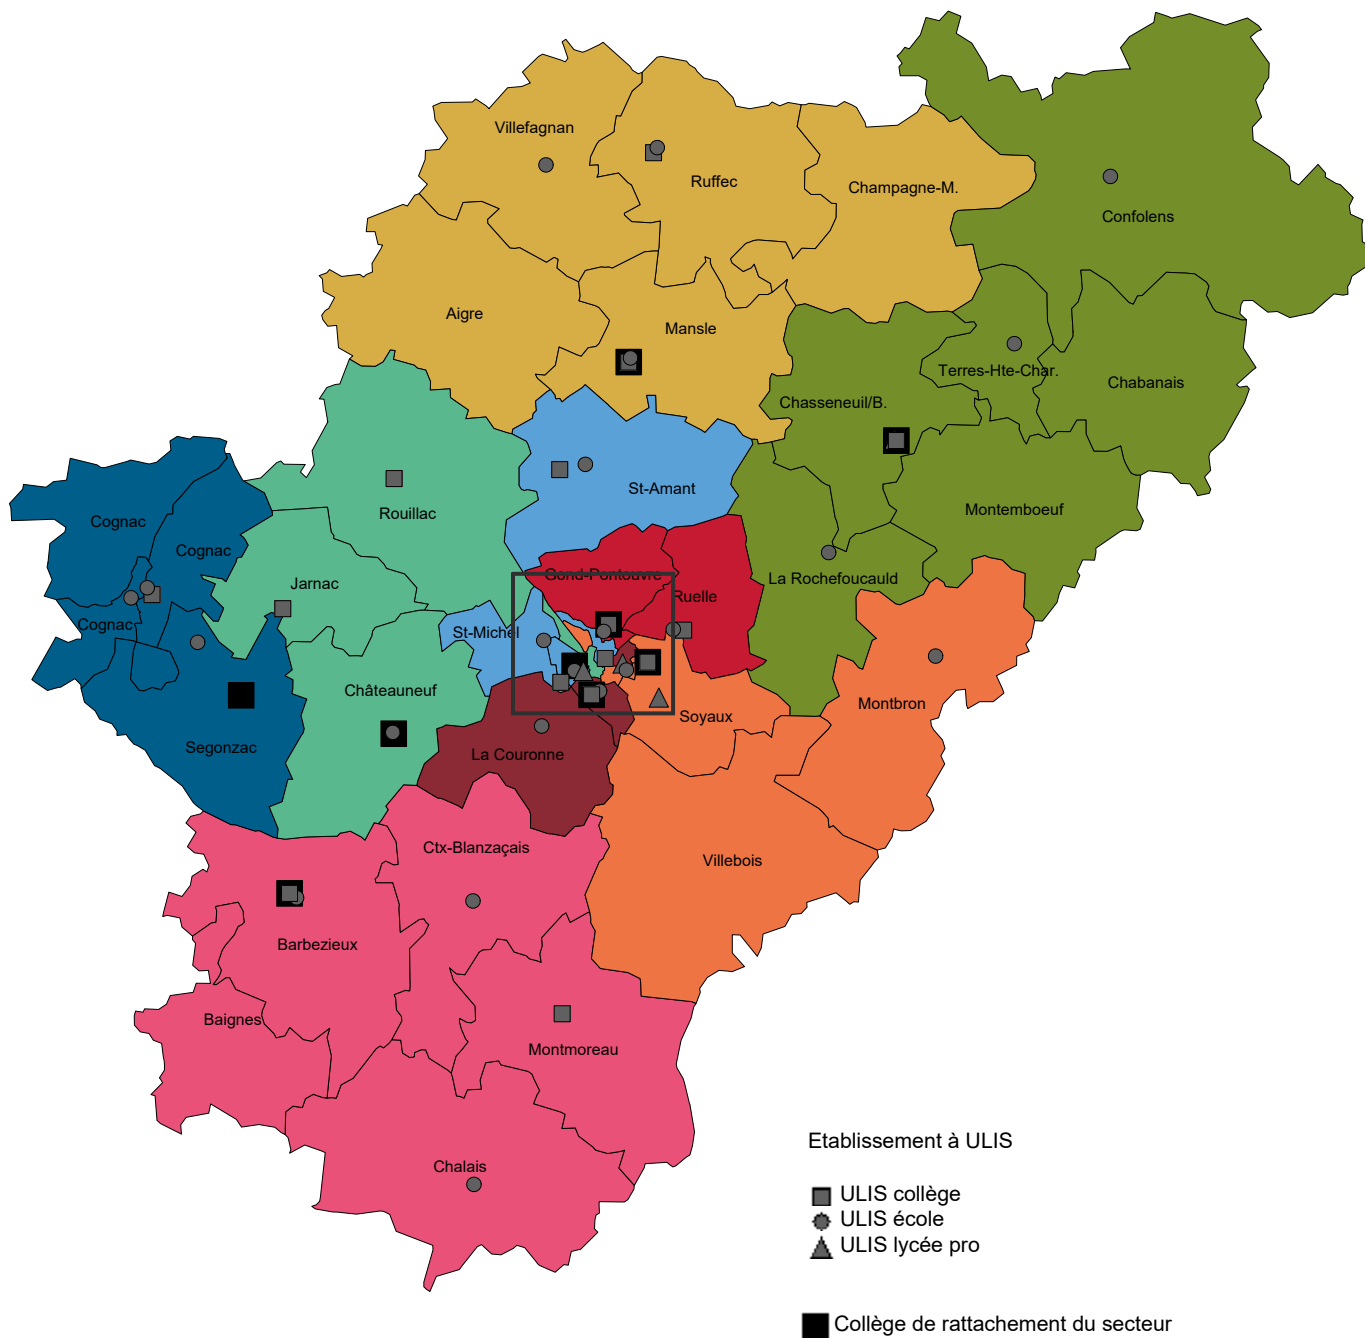 Villefagnan
Ruffec
Champagne-M.
Confolens
Aigre
Mansle
Terres-Hte-Char.
Chabanais
Chasseneuil/B.
St-Amant
Rouillac
Montemboeuf
Cognac
Cognac
Jarnac
Gond-Pontouvre
La Rochefoucauld
Ruelle
Cognac
St-Michel
Châteauneuf
Soyaux
Montbron
Segonzac
La Couronne
Ctx-Blanzaçais
Villebois
Barbezieux
Baignes
Montmoreau
Chalais
Etablissement à ULIS
ULIS collège
ULIS école
ULIS lycée pro
Collège de rattachement du secteur